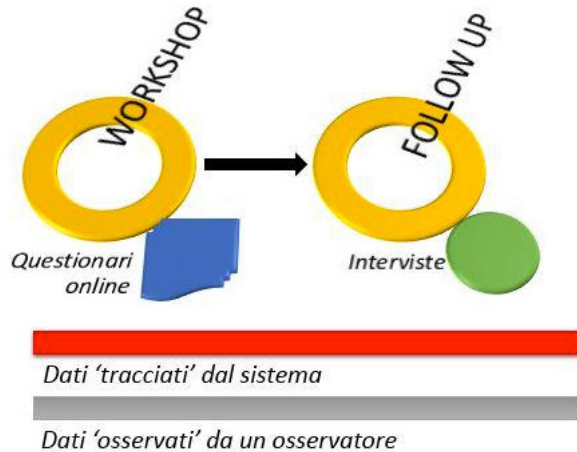 WORKSHOP
FOLLOW UP
Questionari
online
Interviste
Dati ‘tracciati’ dal sistema
Dati ‘osservati’ da un osservatore